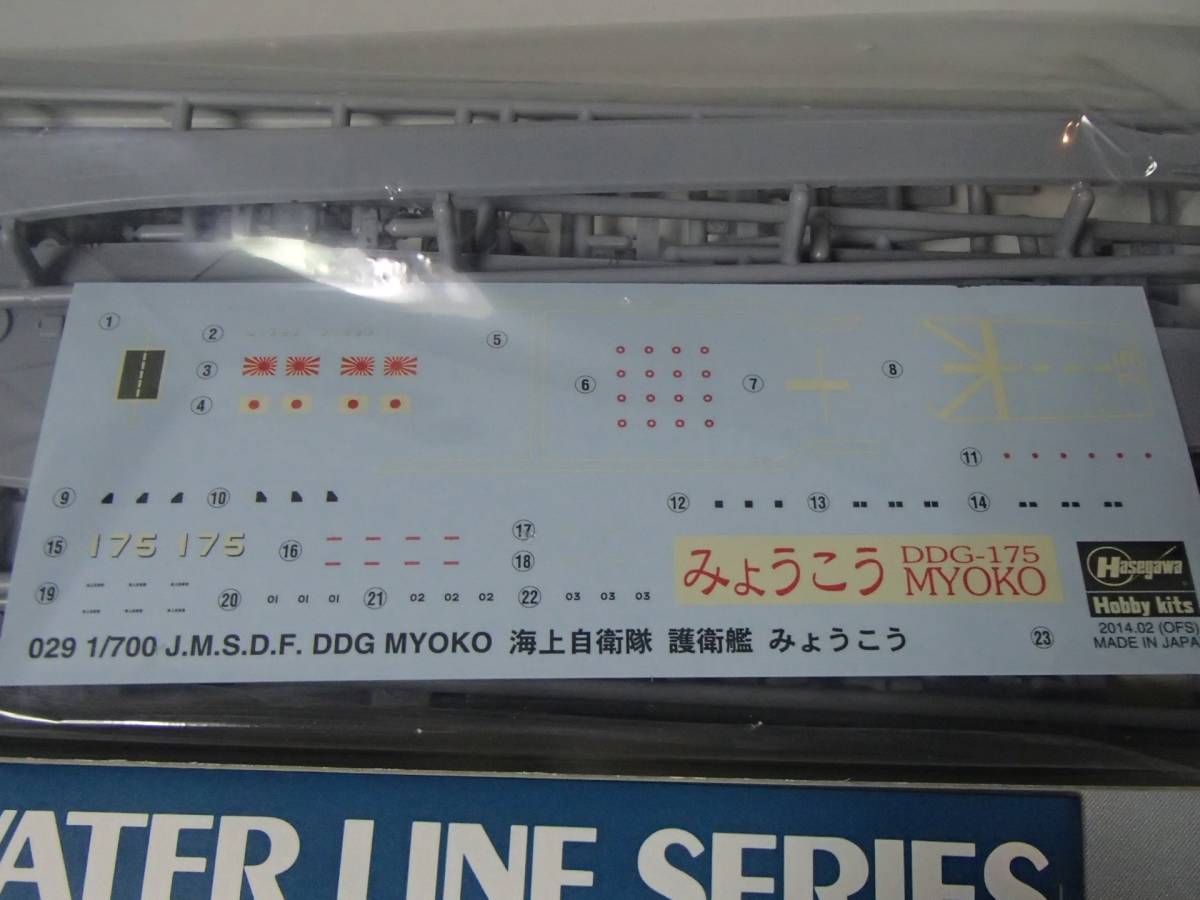 ① ② ⑤
③ ⑥ ⑦ ⑧
④
⑪
⑨ ⑩ ⑫ ⑬ ⑭
⑮ 175 175 ⑯ ⑰
⑱
⑲ ⑳ 01 01 01 ㉑ 02 02 02 ㉒ 03 03 03
みょうこう DDG-175
MYOKO
Hasegawa
Hobby kits
2014.02 (OFS)
MADE IN JAPA
029 1/700 J.M.S.D.F. DDG MYOKO 海上自衛隊 護衛艦 みょうこう ㉓
WATER LINE SERIES